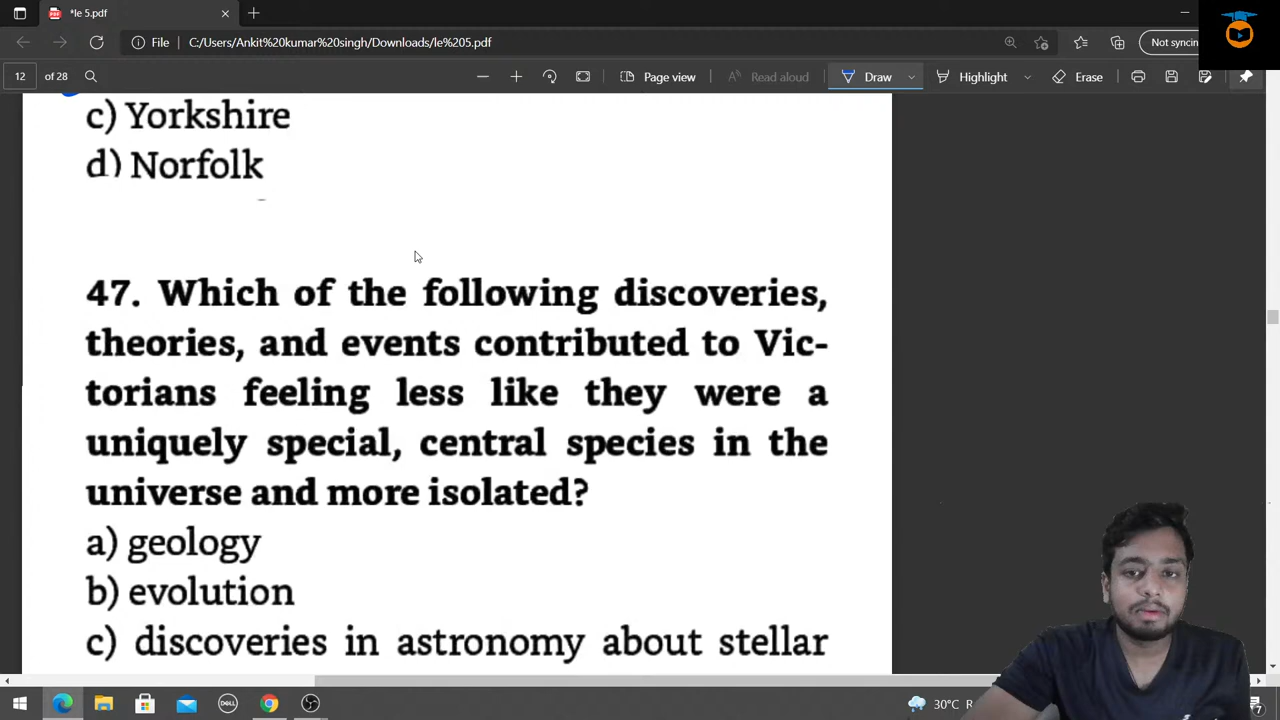 *le 5.pdf
File C:/Users/Ankit%20kumar%20singh/Downloads/le%205.pdf
Not syncin
12 of 28
Page view
Read aloud
Draw
Highlight
Erase
c) Yorkshire
d) Norfolk
47. Which of the following discoveries,
theories, and events contributed to Vic-
torians feeling less like they were a
uniquely special, central species in the
universe and more isolated?
a) geology
b) evolution
c) discoveries in astronomy about stellar
DELL
30°C R
7